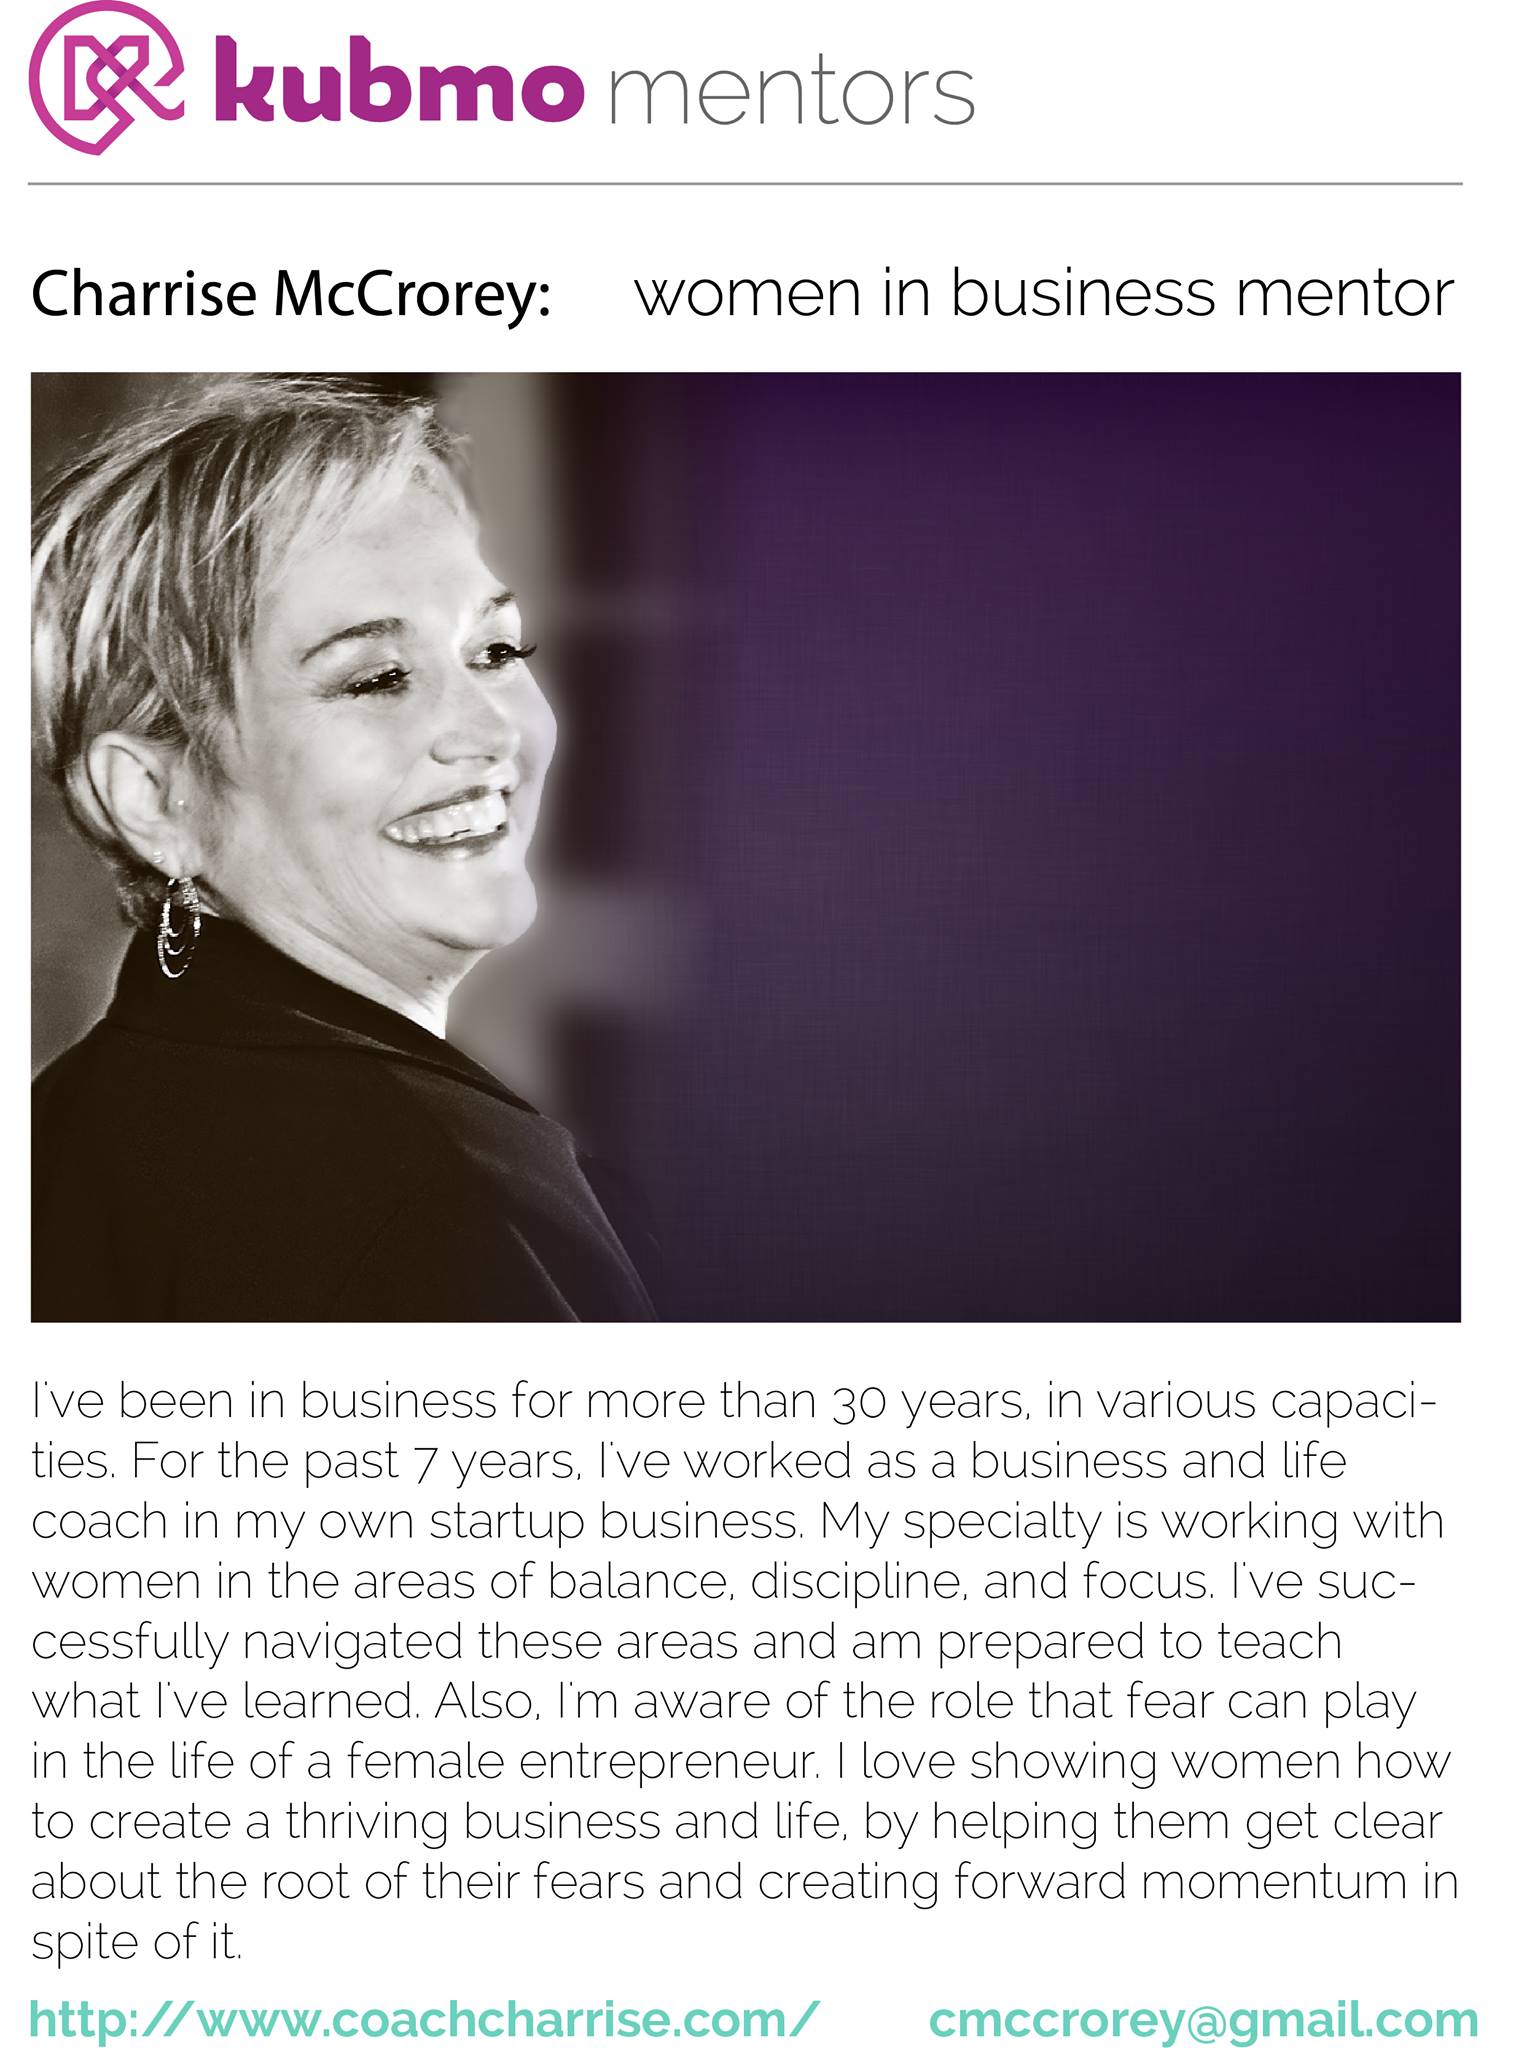 kubmo mentors
Charrise McCrorey: women in business mentor
I've been in business for more than 30 years, in various capaci-
ties. For the past 7 years, I've worked as a business and life
coach in my own startup business. My specialty is working with
women in the areas of balance, discipline, and focus. I've suc-
cessfully navigated these areas and am prepared to teach
what I've learned. Also, I'm aware of the role that fear can play
in the life of a female entrepreneur. I love showing women how
to create a thriving business and life, by helping them get clear
about the root of their fears and creating forward momentum in
spite of it.
http://www.coachcharrise.com/ cmccrorey@gmail.com